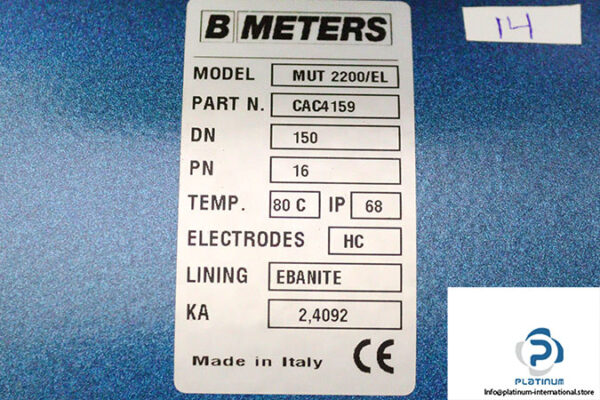 B METERS
14
MODEL MUT 2200/EL
PART N. CAC4159
DN 150
PN 16
TEMP. 80 C IP 68
ELECTRODES HC
LINING EBANITE
KA 2,4092
Made in Italy CE
PLATINUM
Info@platinum-international.store